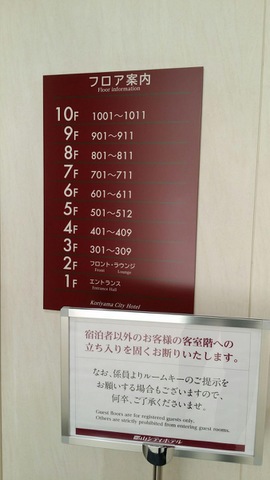 フロア案内
Floor information
10F 1001～1011
9F 901～911
8F 801～811
7F 701～711
6F 601～611
5F 501～512
4F 401～409
3F 301～309
2F フロント・ラウンジ
Front Lounge
1F エントランス
Entrance Hall
Koriyama City Hotel
宿泊者以外のお客様の客室階への
立ち入りを固くお断りいたします。
なお、係員よりルームキーのご提示を
お願いする場合もございますので、
何卒、ご了承くださいませ。
Guest floors are for registered guests only.
Others are strictly prohibited from entering guest rooms.
郡山シティホテル